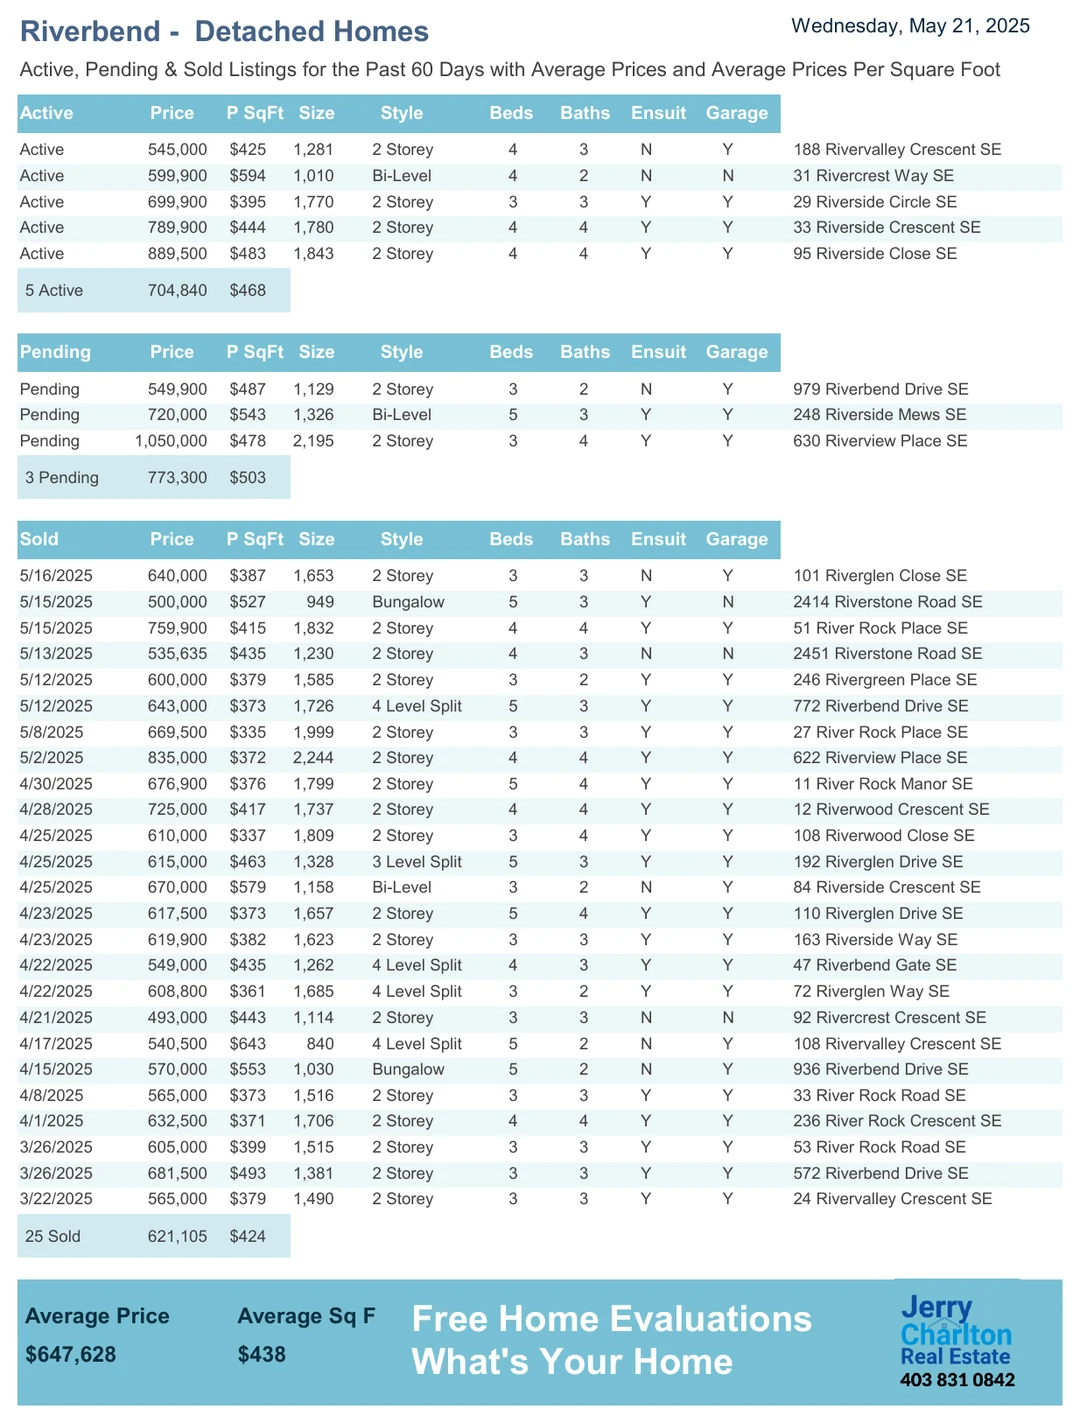 Riverbend -  Detached Homes
Wednesday, May 21, 2025
Active, Pending & Sold Listings for the Past 60 Days with Average Prices and Average Prices Per Square Foot
Active Price P SqFt Size Style Beds Baths Ensuit Garage
Active 545,000 $425 1,281 2 Storey 4 3 N Y 188 Rivervalley Crescent SE
Active 599,900 $594 1,010 Bi-Level 4 2 N N 31 Rivercrest Way SE
Active 699,900 $395 1,770 2 Storey 3 3 Y Y 29 Riverside Circle SE
Active 789,900 $444 1,780 2 Storey 4 4 Y Y 33 Riverside Crescent SE
Active 889,500 $483 1,843 2 Storey 4 4 Y Y 95 Riverside Close SE
5 Active 704,840 $468
Pending Price P SqFt Size Style Beds Baths Ensuit Garage
Pending 549,900 $487 1,129 2 Storey 3 2 N Y 979 Riverbend Drive SE
Pending 720,000 $543 1,326 Bi-Level 5 3 Y Y 248 Riverside Mews SE
Pending 1,050,000 $478 2,195 2 Storey 3 4 Y Y 630 Riverview Place SE
3 Pending 773,300 $503
Sold Price P SqFt Size Style Beds Baths Ensuit Garage
5/16/2025 640,000 $387 1,653 2 Storey 3 3 N Y 101 Riverglen Close SE
5/15/2025 500,000 $527 949 Bungalow 5 3 Y N 2414 Riverstone Road SE
5/15/2025 759,900 $415 1,832 2 Storey 4 4 Y Y 51 River Rock Place SE
5/13/2025 535,635 $435 1,230 2 Storey 4 3 N N 2451 Riverstone Road SE
5/12/2025 600,000 $379 1,585 2 Storey 3 2 Y Y 246 Rivergreen Place SE
5/12/2025 643,000 $373 1,726 4 Level Split 5 3 Y Y 772 Riverbend Drive SE
5/8/2025 669,500 $335 1,999 2 Storey 3 3 Y Y 27 River Rock Place SE
5/2/2025 835,000 $372 2,244 2 Storey 4 4 Y Y 622 Riverview Place SE
4/30/2025 676,900 $376 1,799 2 Storey 5 4 Y Y 11 River Rock Manor SE
4/28/2025 725,000 $417 1,737 2 Storey 4 4 Y Y 12 Riverwood Crescent SE
4/25/2025 610,000 $337 1,809 2 Storey 3 4 Y Y 108 Riverwood Close SE
4/25/2025 615,000 $463 1,328 3 Level Split 5 3 Y Y 192 Riverglen Drive SE
4/25/2025 670,000 $579 1,158 Bi-Level 3 2 N Y 84 Riverside Crescent SE
4/23/2025 617,500 $373 1,657 2 Storey 5 4 Y Y 110 Riverglen Drive SE
4/23/2025 619,900 $382 1,623 2 Storey 3 3 Y Y 163 Riverside Way SE
4/22/2025 549,000 $435 1,262 4 Level Split 4 3 Y Y 47 Riverbend Gate SE
4/22/2025 608,800 $361 1,685 4 Level Split 3 2 Y Y 72 Riverglen Way SE
4/21/2025 493,000 $443 1,114 2 Storey 3 3 N N 92 Rivercrest Crescent SE
4/17/2025 540,500 $643 840 4 Level Split 5 2 N Y 108 Rivervalley Crescent SE
4/15/2025 570,000 $553 1,030 Bungalow 5 2 N Y 936 Riverbend Drive SE
4/8/2025 565,000 $373 1,516 2 Storey 3 3 Y Y 33 River Rock Road SE
4/1/2025 632,500 $371 1,706 2 Storey 4 4 Y Y 236 River Rock Crescent SE
3/26/2025 605,000 $399 1,515 2 Storey 3 3 Y Y 53 River Rock Road SE
3/26/2025 681,500 $493 1,381 2 Storey 3 3 Y Y 572 Riverbend Drive SE
3/22/2025 565,000 $379 1,490 2 Storey 3 3 Y Y 24 Rivervalley Crescent SE
25 Sold 621,105 $424
Average Price Average Sq F
$647,628 $438
Free Home Evaluations
What's Your Home
Jerry
Charlton
Real Estate
403 831 0842